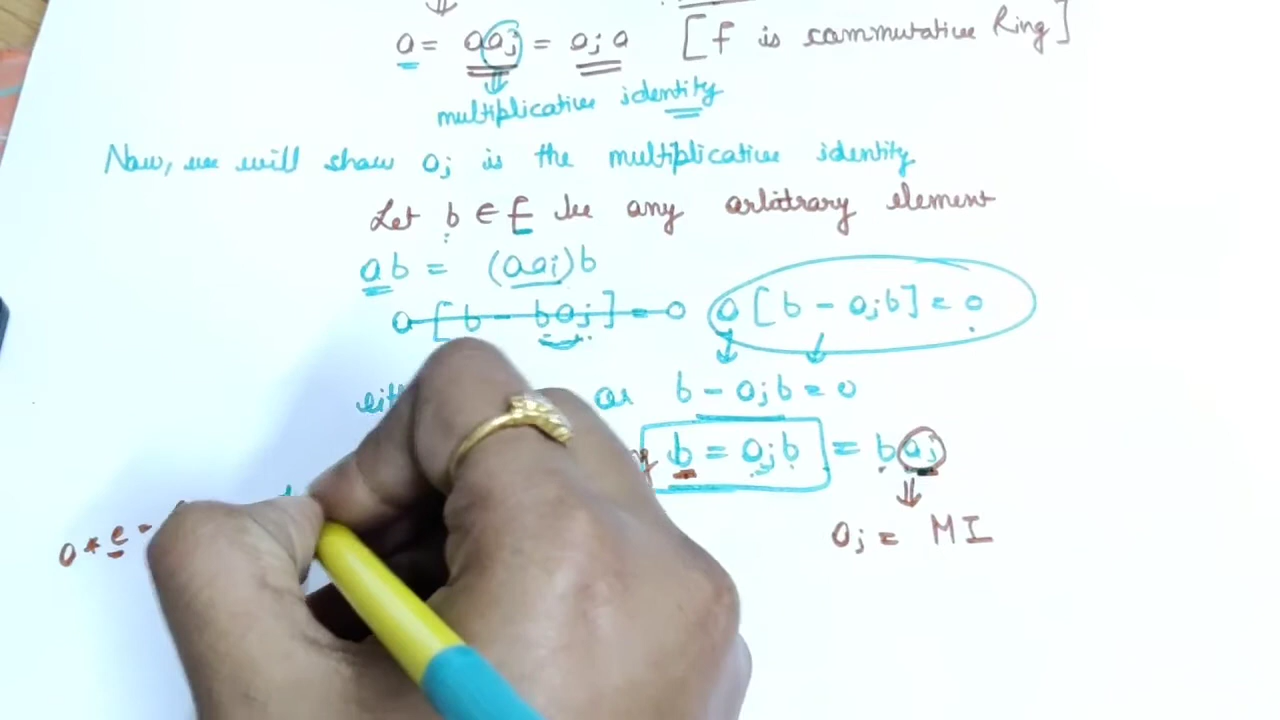 a = aaj = aja [F is commutative Ring]
multiplicative identity
Now, we will show aj is the multiplicative identity
Let b ∈ F be any arbitrary element
ab = (aaj)b
a[b - baj] = 0 a[b - ajb] = 0
or b - ajb = 0
b = ajb = baj
a * e =
aj = MI